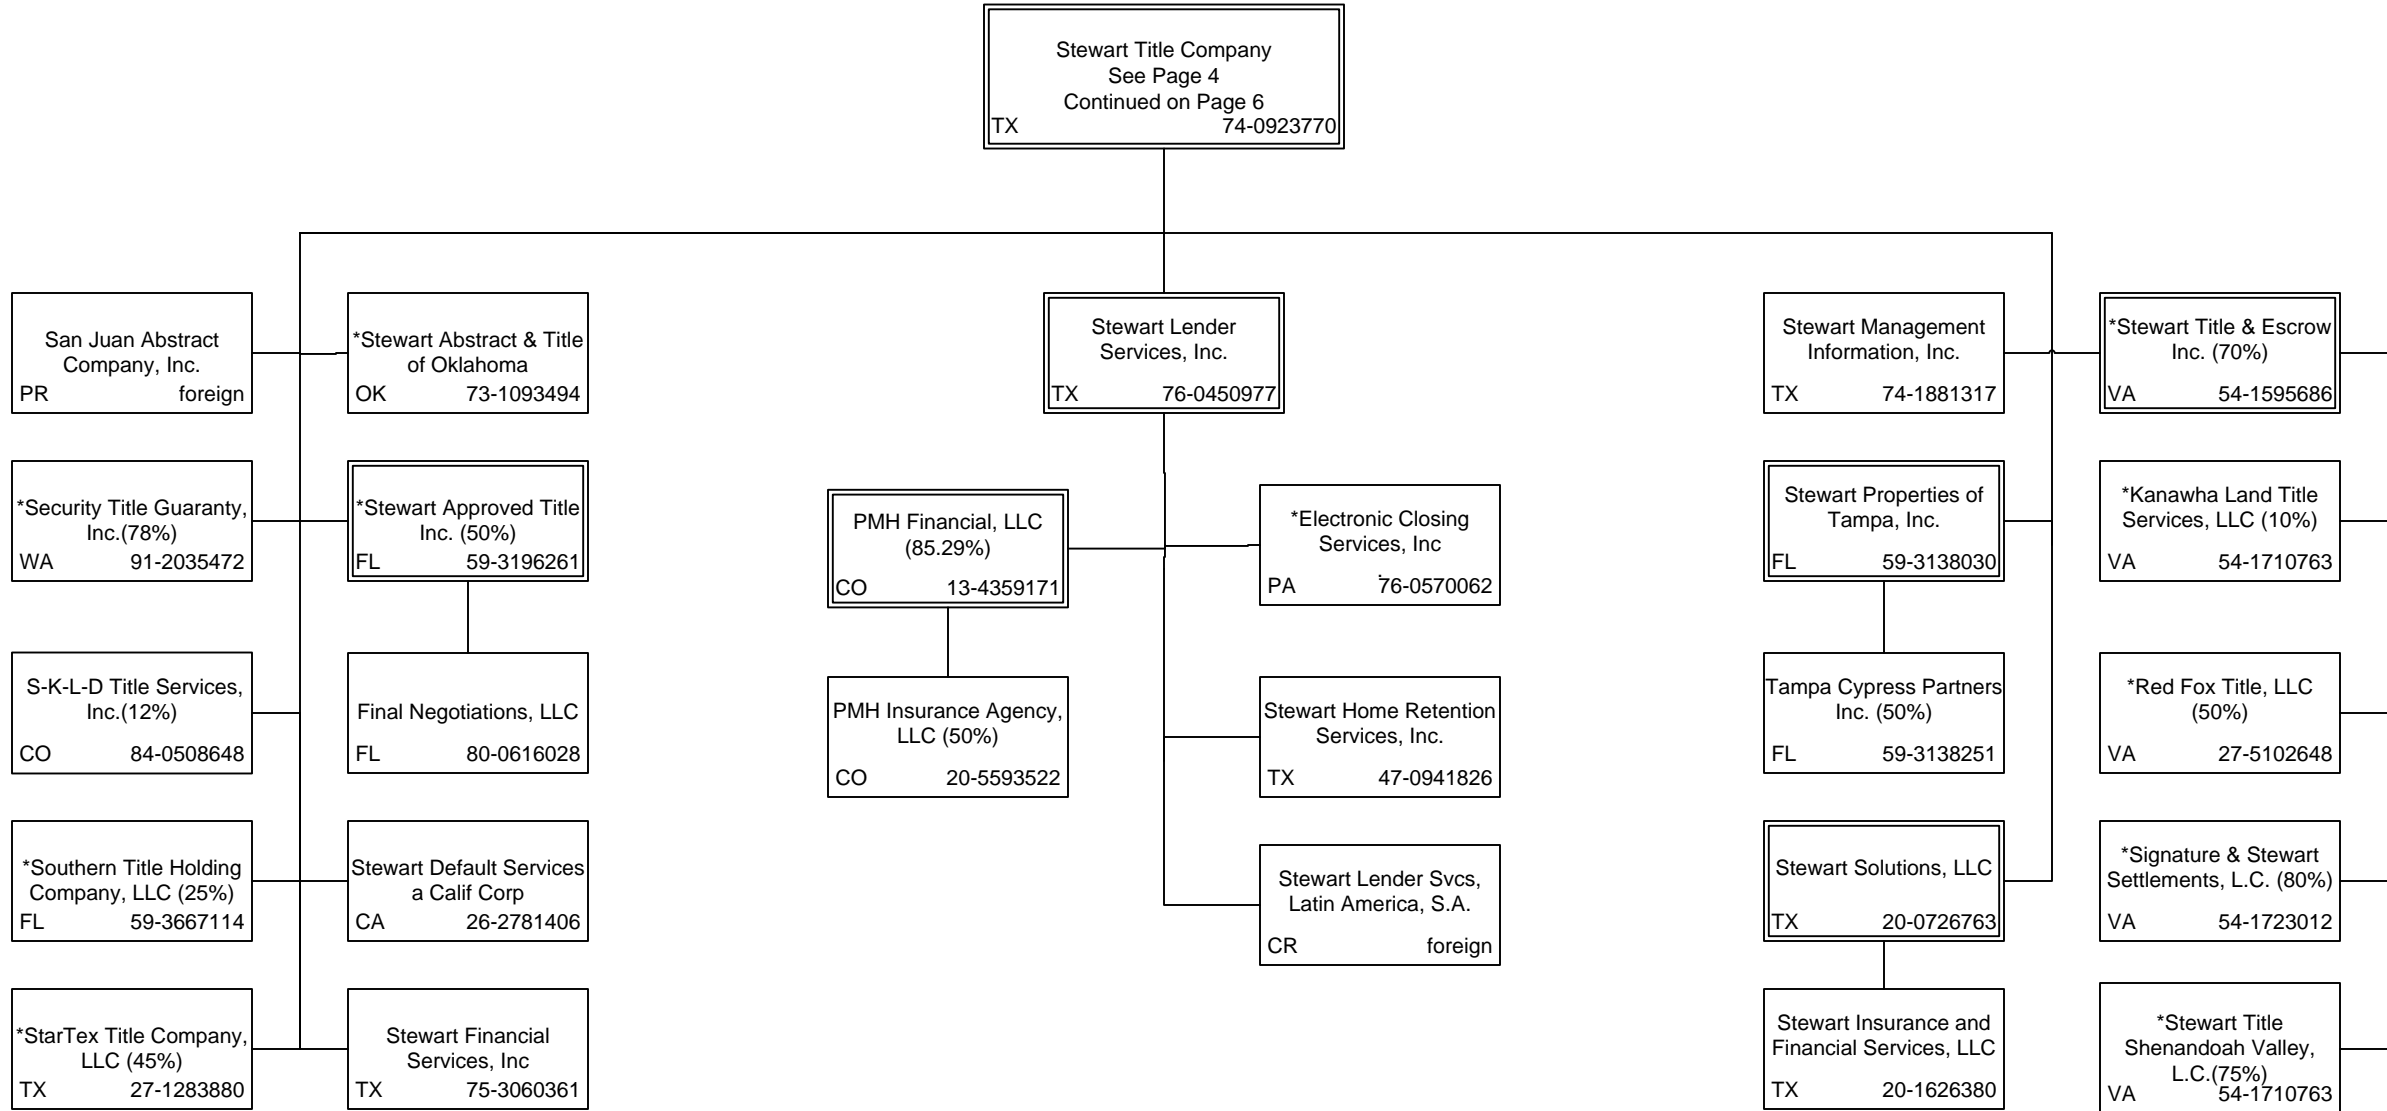 Stewart Title Company
See Page 4
Continued on Page 6
TX 74-0923770
San Juan Abstract
Company, Inc.
PR foreign
*Stewart Abstract & Title
of Oklahoma
OK 73-1093494
Stewart Lender
Services, Inc.
TX 76-0450977
Stewart Management
Information, Inc.
TX 74-1881317
*Stewart Title & Escrow
Inc. (70%)
VA 54-1595686
*Security Title Guaranty,
Inc.(78%)
WA 91-2035472
*Stewart Approved Title
Inc. (50%)
FL 59-3196261
PMH Financial, LLC
(85.29%)
CO 13-4359171
*Electronic Closing
Services, Inc
.
PA 76-0570062
Stewart Properties of
Tampa, Inc.
FL 59-3138030
*Kanawha Land Title
Services, LLC (10%)
VA 54-1710763
S-K-L-D Title Services,
Inc.(12%)
CO 84-0508648
Final Negotiations, LLC
FL 80-0616028
PMH Insurance Agency,
LLC (50%)
CO 20-5593522
Stewart Home Retention
Services, Inc.
TX 47-0941826
Tampa Cypress Partners
Inc. (50%)
FL 59-3138251
*Red Fox Title, LLC
(50%)
VA 27-5102648
*Southern Title Holding
Company, LLC (25%)
FL 59-3667114
Stewart Default Services
a Calif Corp
CA 26-2781406
Stewart Lender Svcs,
Latin America, S.A.
CR foreign
Stewart Solutions, LLC
TX 20-0726763
*Signature & Stewart
Settlements, L.C. (80%)
VA 54-1723012
*StarTex Title Company,
LLC (45%)
TX 27-1283880
Stewart Financial
Services, Inc
TX 75-3060361
Stewart Insurance and
Financial Services, LLC
TX 20-1626380
*Stewart Title
Shenandoah Valley,
L.C.(75%)
VA 54-1710763